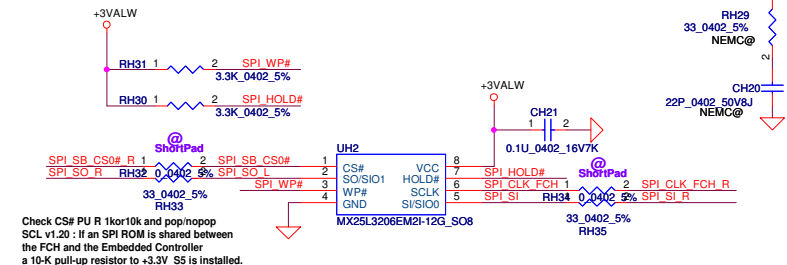 +3VALW
RH31 1 2 SPI_WP#
3.3K_0402_5%
RH30 1 2 SPI_HOLD#
3.3K_0402_5%
RH29
33_0402_5%
NEMC@
2
CH20
22P_0402_50V8J
NEMC@
+3VALW
CH21
1 2
0.1U_0402_16V7K
@
ShortPad
SPI_SB_CS0#_R 1 2 SPI_SB_CS0#
RH32 0_0402_5%
SPI_SO_R 1 2 SPI_SO_L
33_0402_5%
RH33
SPI_WP#
UH2
1 CS# VCC 8
2 SO/SIO1 HOLD# 7 SPI_HOLD#
3 WP# SCLK 6 SPI_CLK_FCH
4 GND SI/SIO0 5 SPI_SI
MX25L3206EM2I-12G_SO8
@
ShortPad
1 2 SPI_CLK_FCH_R
RH34 0_0402_5%
1 2 SPI_SI_R
33_0402_5%
RH35
Check CS# PU R 1kor10k and pop/nopop
SCL v1.20 : If an SPI ROM is shared between
the FCH and the Embedded Controller
a 10-K pull-up resistor to +3.3V_S5 is installed.